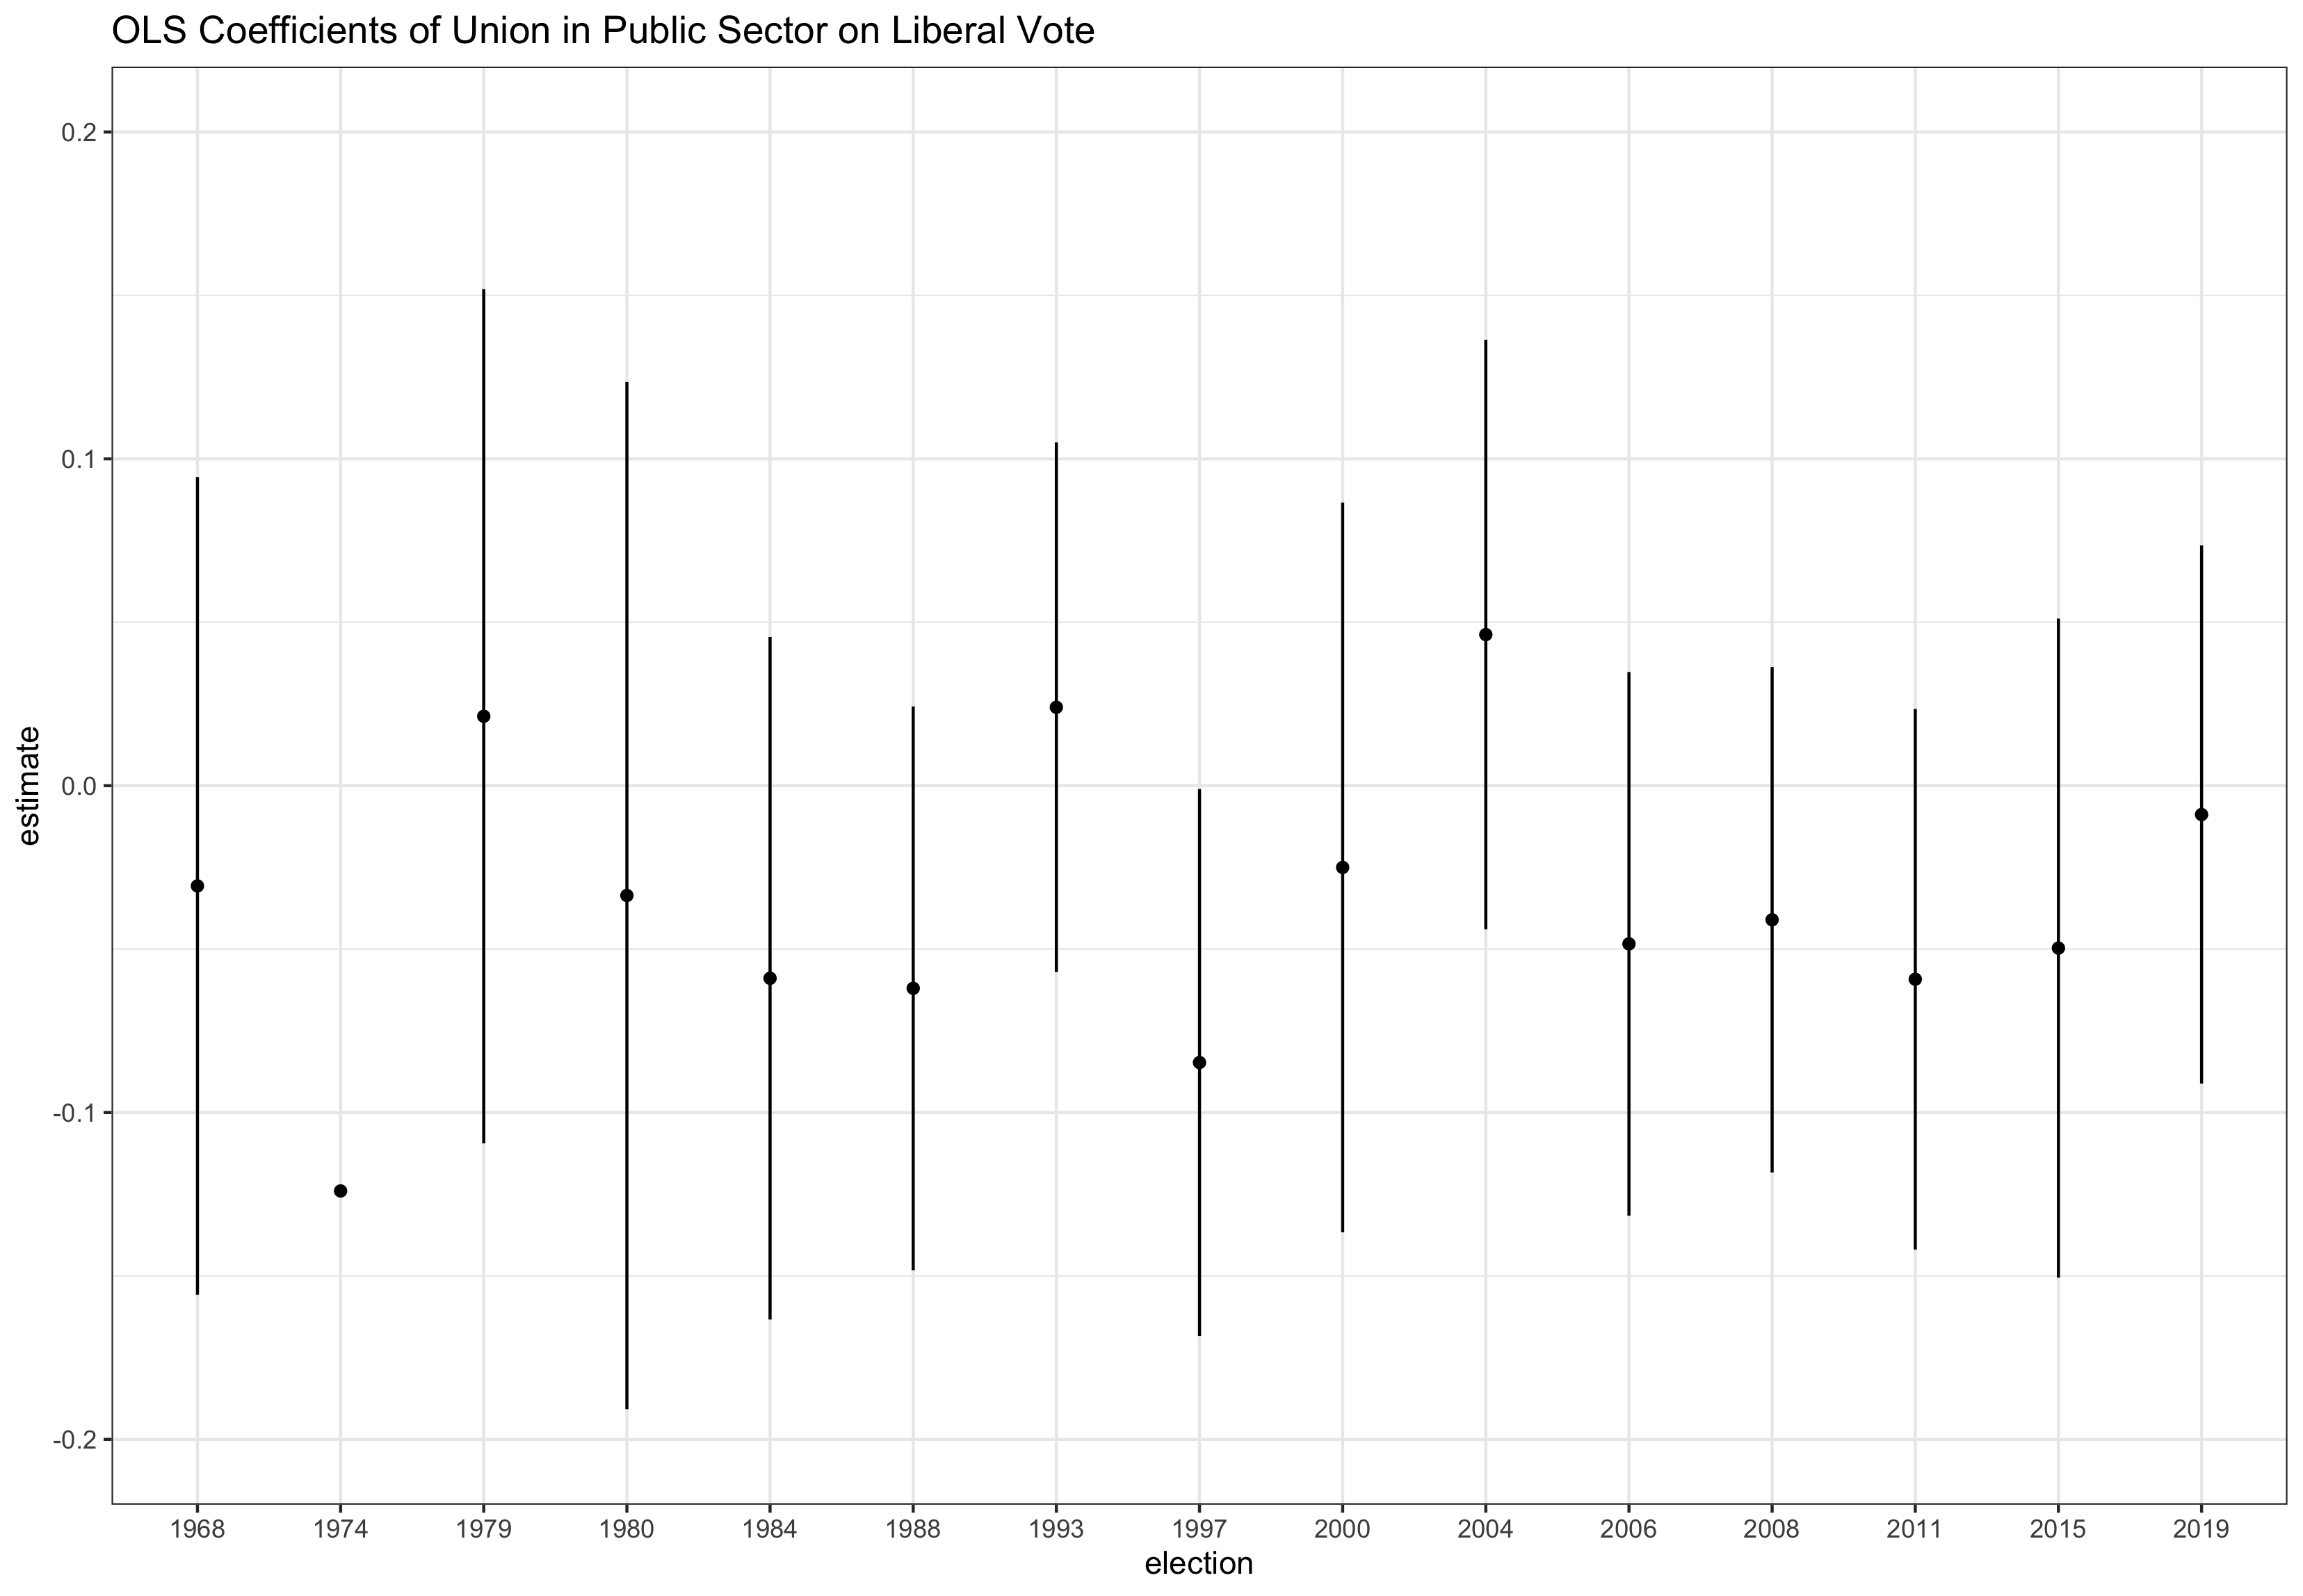 OLS Coefficients of Union in Public Sector on Liberal Vote
0.2
0.1
0.0
-0.1
-0.2
estimate
1968 1974 1979 1980 1984 1988 1993 1997 2000 2004 2006 2008 2011 2015 2019
election